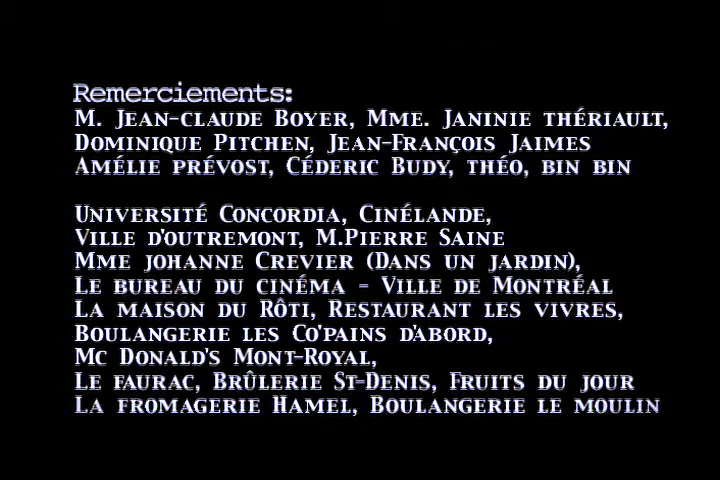 Remerciements:
M. Jean-claude Boyer, Mme. Janinie thériault,
Dominique Pitchen, Jean-François Jaimes
Amélie prévost, Céderic Budy, théo, bin bin
Université Concordia, Cinélande,
Ville d'outremont, M.Pierre Saine
Mme johanne Crevier (Dans un jardin),
Le bureau du cinéma - Ville de Montréal
La maison du Rôti, Restaurant les vivres,
Boulangerie les Co'pains d'abord,
Mc Donald's Mont-Royal,
Le faurac, Brûlerie St-Denis, Fruits du jour
La fromagerie Hamel, Boulangerie le moulin